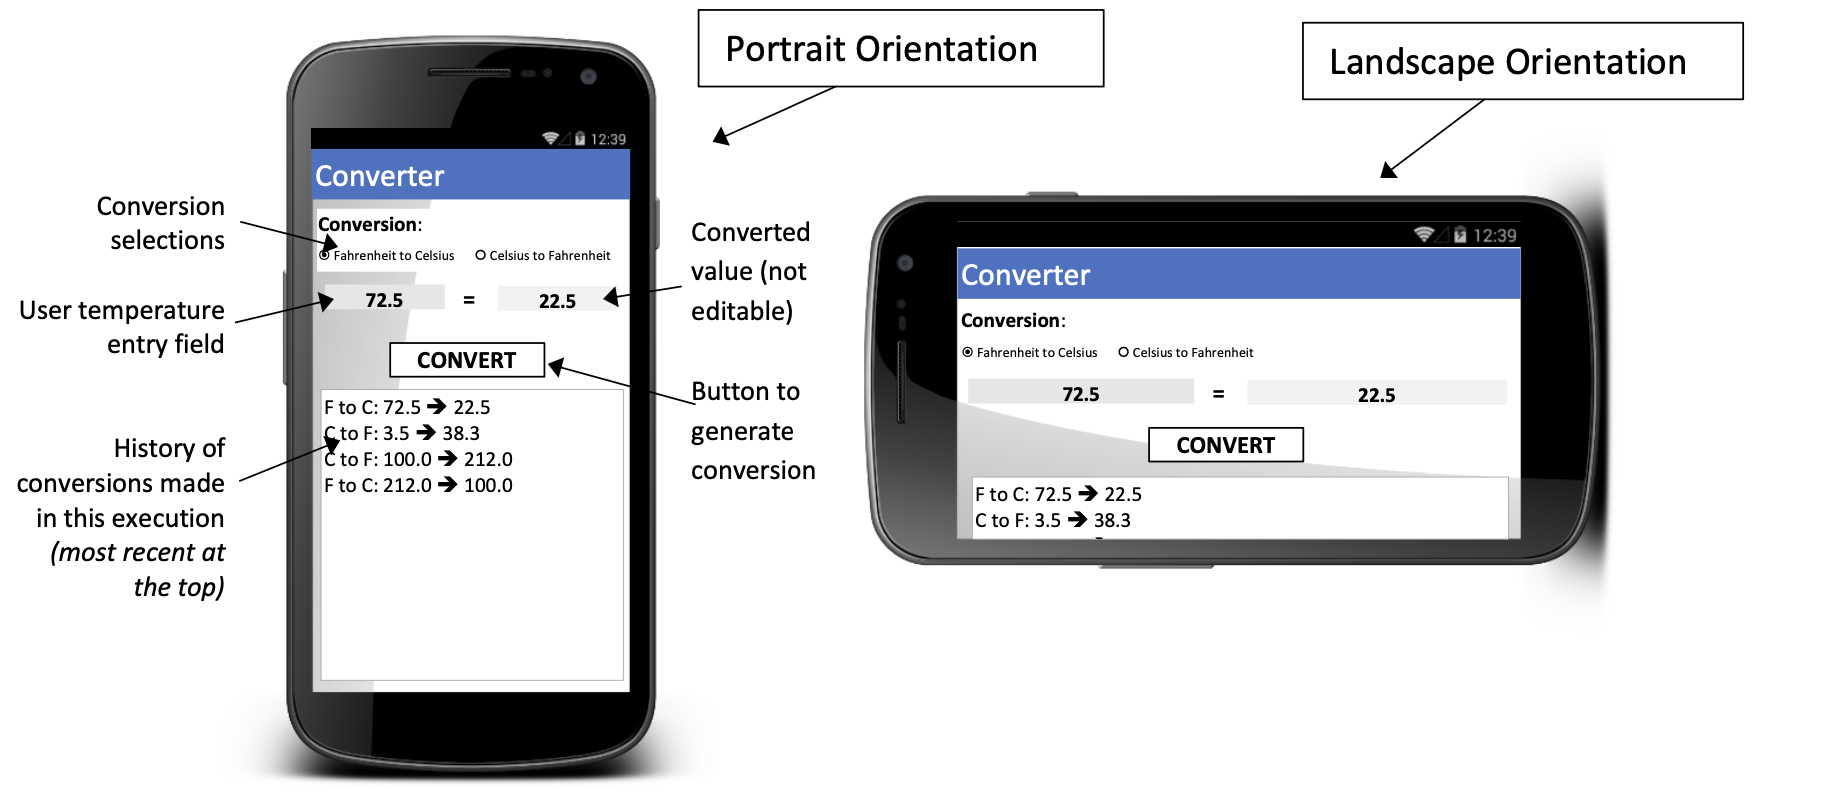 Portrait Orientation
Landscape Orientation
12:39
Converter
Conversion:
Fahrenheit to Celsius Celsius to Fahrenheit
72.5 = 22.5
CONVERT
F to C: 72.5 ➔ 22.5
C to F: 3.5 ➔ 38.3
C to F: 100.0 ➔ 212.0
F to C: 212.0 ➔ 100.0
Conversion
selections
User temperature
entry field
History of
conversions made
in this execution
(most recent at
the top)
Converted
value (not
editable)
Button to
generate
conversion
12:39
Converter
Conversion:
Fahrenheit to Celsius Celsius to Fahrenheit
72.5 = 22.5
CONVERT
F to C: 72.5 ➔ 22.5
C to F: 3.5 ➔ 38.3